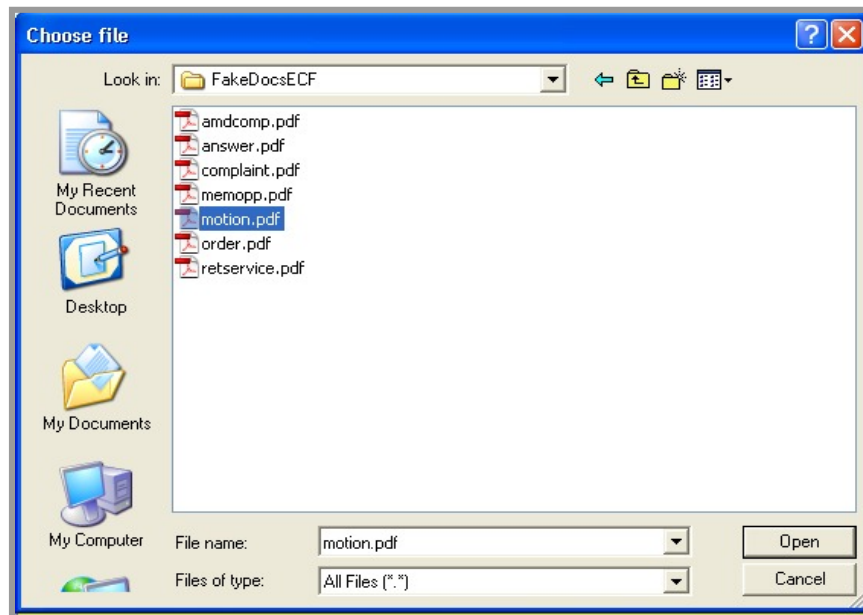 Choose file
Look in:
FakeDocsECF
My Recent
Documents
Desktop
My Documents
My Computer
amdcomp.pdf
answer.pdf
complaint.pdf
memopp.pdf
motion.pdf
order.pdf
retservice.pdf
File name:
motion.pdf
Open
Files of type:
All Files (*.*)
Cancel